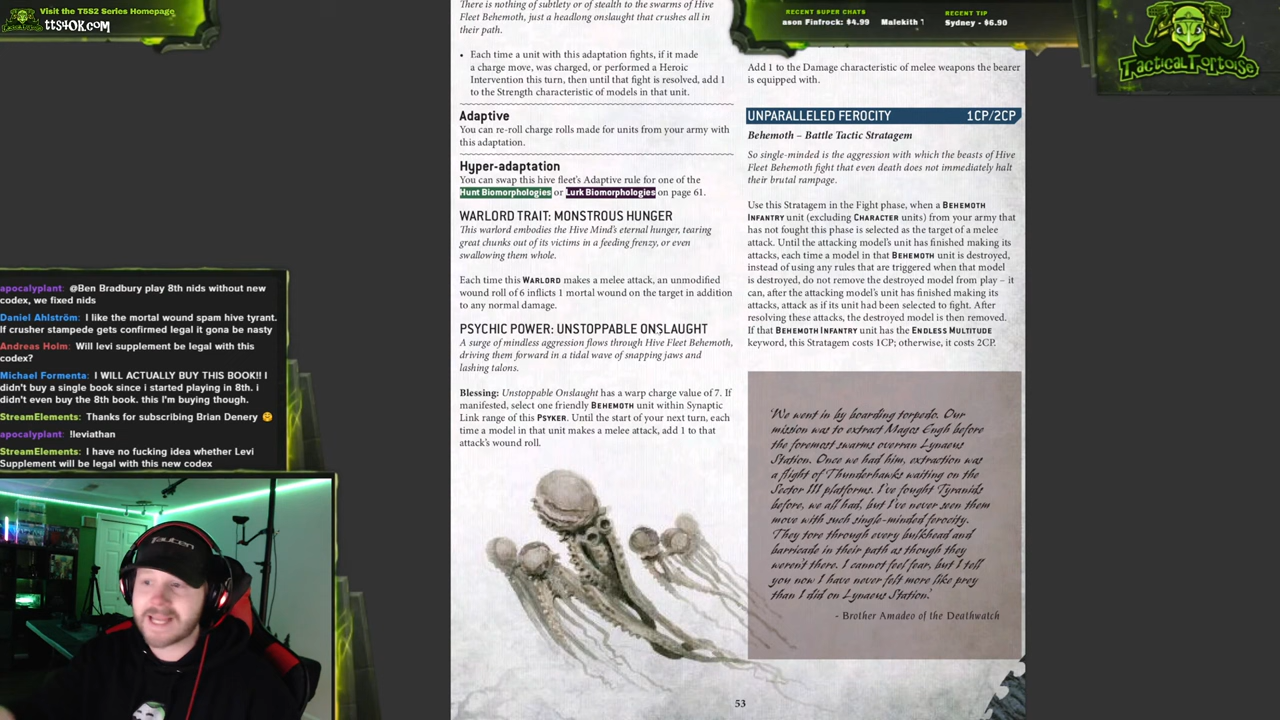 Visit the T5S2 Series Homepage
tts40k.com
RECENT SUPER CHATS
ason Finfrock: $4.99 Malekith T
RECENT TIP
Sydney - $6.90
TacticalTortoise
There is nothing of subtlety or of stealth to the swarms of Hive
Fleet Behemoth, just a headlong onslaught that crushes all in
their path.
• Each time a unit with this adaptation fights, if it made
a charge move, was charged, or performed a Heroic
Intervention this turn, then until that fight is resolved, add 1
to the Strength characteristic of models in that unit.
Adaptive
You can re-roll charge rolls made for units from your army with
this adaptation.
Hyper-adaptation
You can swap this hive fleet's Adaptive rule for one of the
Hunt Biomorphologies or Lurk Biomorphologies on page 61.
WARLORD TRAIT: MONSTROUS HUNGER
This warlord embodies the Hive Mind's eternal hunger, tearing
great chunks out of its victims in a feeding frenzy, or even
swallowing them whole.
Each time this WARLORD makes a melee attack, an unmodified
wound roll of 6 inflicts 1 mortal wound on the target in addition
to any normal damage.
PSYCHIC POWER: UNSTOPPABLE ONSLAUGHT
A surge of mindless aggression flows through Hive Fleet Behemoth,
driving them forward in a tidal wave of snapping jaws and
lashing talons.
Blessing: Unstoppable Onslaught has a warp charge value of 7. If
manifested, select one friendly BEHEMOTH unit within Synaptic
Link range of this PSYKER. Until the start of your next turn, each
time a model in that unit makes a melee attack, add 1 to that
attack's wound roll.
Add 1 to the Damage characteristic of melee weapons the bearer
is equipped with.
UNPARALLELED FEROCITY 1CP/2CP
Behemoth – Battle Tactic Stratagem
So single-minded is the aggression with which the beasts of Hive
Fleet Behemoth fight that even death does not immediately halt
their brutal rampage.
Use this Stratagem in the Fight phase, when a BEHEMOTH
INFANTRY unit (excluding CHARACTER units) from your army that
has not fought this phase is selected as the target of a melee
attack. Until the attacking model's unit has finished making its
attacks, each time a model in that BEHEMOTH unit is destroyed,
instead of using any rules that are triggered when that model
is destroyed, do not remove the destroyed model from play – it
can, after the attacking model's unit has finished making its
attacks, attack as if its unit had been selected to fight. After
resolving these attacks, the destroyed model is then removed.
If that BEHEMOTH INFANTRY unit has the ENDLESS MULTITUDE
keyword, this Stratagem costs 1CP; otherwise, it costs 2CP.
'We went in by boarding torpedo. Our
mission was to extract Magos Engh before
the foremost swarms overran Lynaeus
Station. Once we had him, extraction was
a flight of Thunderhawks waiting on the
Sector III platforms. I've fought Tyranids
before, we all had, but I've never seen them
move with such single-minded ferocity.
They tore through every bulkhead and
barricade in their path as though they
weren't there. I cannot feel fear, but I tell
you now I have never felt more like prey
than I did on Lynaeus Station.'
- Brother Amadeo of the Deathwatch
53
apocalyplant: @Ben Bradbury play 8th nids without new
codex, we fixed nids
Daniel Ahlström: I like the mortal wound spam hive tyrant.
If crusher stampede gets confirmed legal it gona be nasty
Andreas Holm: Will levi supplement be legal with this
codex?
Michael Formenta: I WILL ACTUALLY BUY THIS BOOK!! I
didn't buy a single book since i started playing in 8th. i
didn't even buy the 8th book. this I'm buying though.
StreamElements: Thanks for subscribing Brian Denery
apocalyplant: !leviathan
StreamElements: I have no fucking idea whether Levi
Supplement will be legal with this new codex